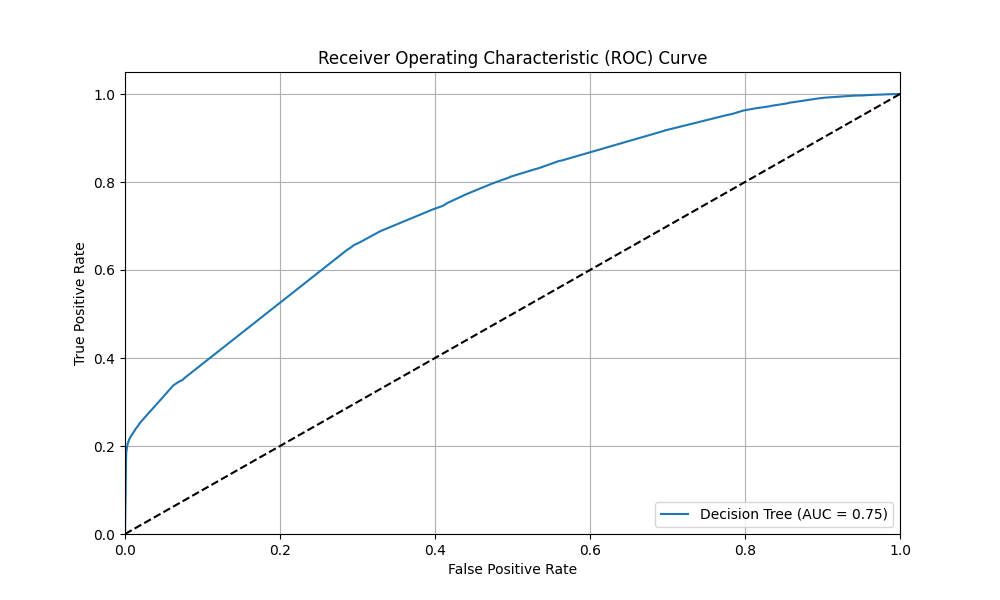 Receiver Operating Characteristic (ROC) Curve
True Positive Rate
1.0
0.8
0.6
0.4
0.2
0.0
Decision Tree (AUC = 0.75)
0.0 0.2 0.4 0.6 0.8 1.0
False Positive Rate